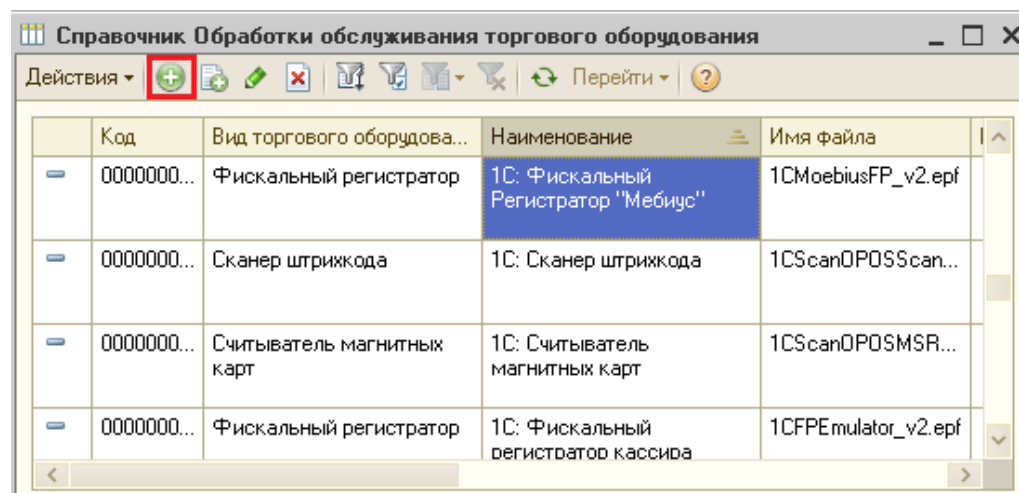 Справочник Обработки обслуживания торгового оборудования
Действия Перейти
Код Вид торгового оборудова... Наименование Имя файла
0000000... Фискальный регистратор 1С: Фискальный Регистратор "Мебиус" 1CMoebiusFP_v2.epf
0000000... Сканер штрихкода 1С: Сканер штрихкода 1CScanOPOSScan...
0000000... Считыватель магнитных карт 1С: Считыватель магнитных карт 1CScanOPOSMSR...
0000000... Фискальный регистратор 1С: Фискальный регистратор кассира 1CFPEmulator_v2.epf